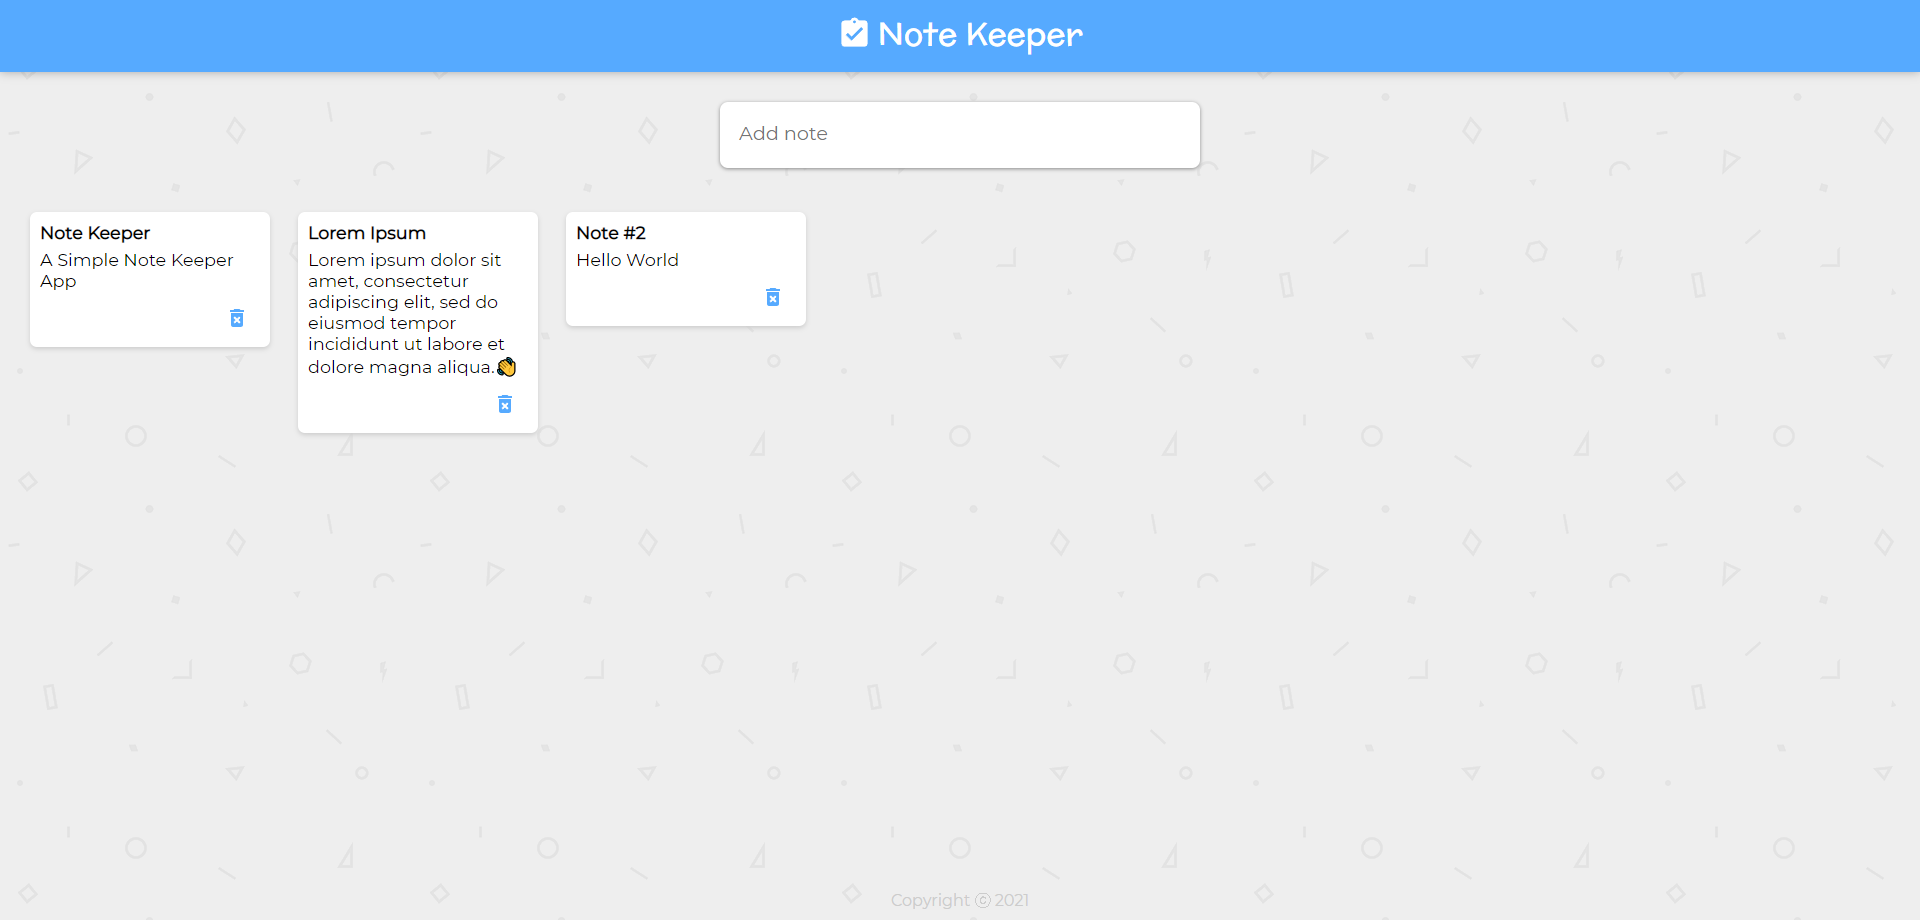 Note Keeper
Add note
Note Keeper
A Simple Note Keeper
App
Lorem Ipsum
Lorem ipsum dolor sit
amet, consectetur
adipiscing elit, sed do
eiusmod tempor
incididunt ut labore et
dolore magna aliqua.👏
Note #2
Hello World
Copyright ⓒ 2021